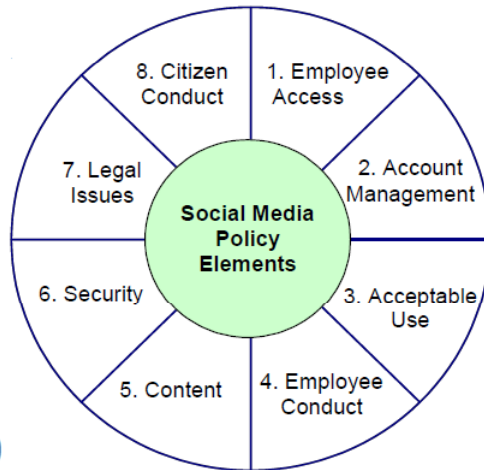 Social Media
Policy
Elements
1. Employee
Access
2. Account
Management
3. Acceptable
Use
4. Employee
Conduct
5. Content
6. Security
7. Legal
Issues
8. Citizen
Conduct